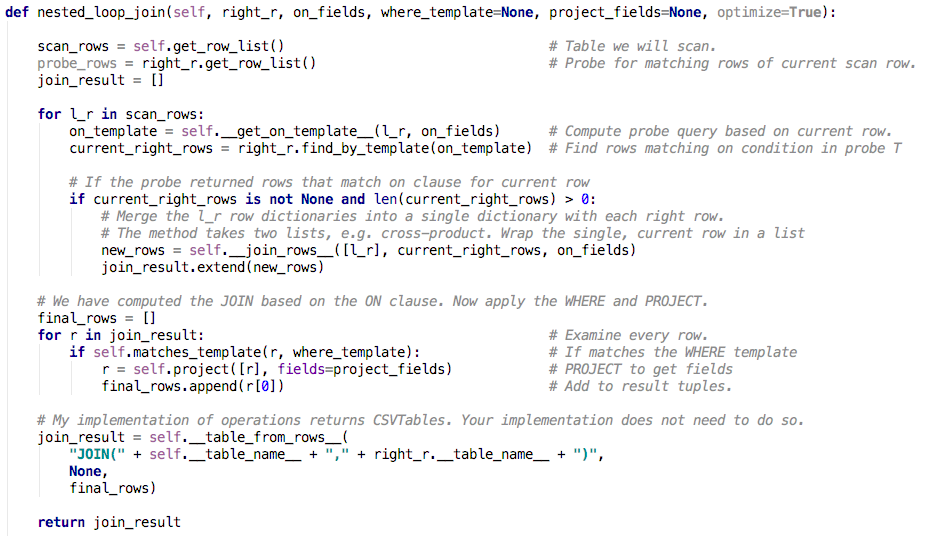 def nested_loop_join(self, right_r, on_fields, where_template=None, project_fields=None, optimize=True):
scan_rows = self.get_row_list() # Table we will scan.
probe_rows = right_r.get_row_list() # Probe for matching rows of current scan row.
join_result = []
for l_r in scan_rows:
on_template = self.__get_on_template__(l_r, on_fields) # Compute probe query based on current row.
current_right_rows = right_r.find_by_template(on_template) # Find rows matching on condition in probe T
# If the probe returned rows that match on clause for current row
if current_right_rows is not None and len(current_right_rows) > 0:
# Merge the l_r row dictionaries into a single dictionary with each right row.
# The method takes two lists, e.g. cross-product. Wrap the single, current row in a list
new_rows = self.__join_rows__([l_r], current_right_rows, on_fields)
join_result.extend(new_rows)
# We have computed the JOIN based on the ON clause. Now apply the WHERE and PROJECT.
final_rows = []
for r in join_result: # Examine every row.
if self.matches_template(r, where_template): # If matches the WHERE template
r = self.project([r], fields=project_fields) # PROJECT to get fields
final_rows.append(r[0]) # Add to result tuples.
# My implementation of operations returns CSVTables. Your implementation does not need to do so.
join_result = self.__table_from_rows__(
"JOIN(" + self.__table_name__ + "," + right_r.__table_name__ + ")",
None,
final_rows)
return join_result